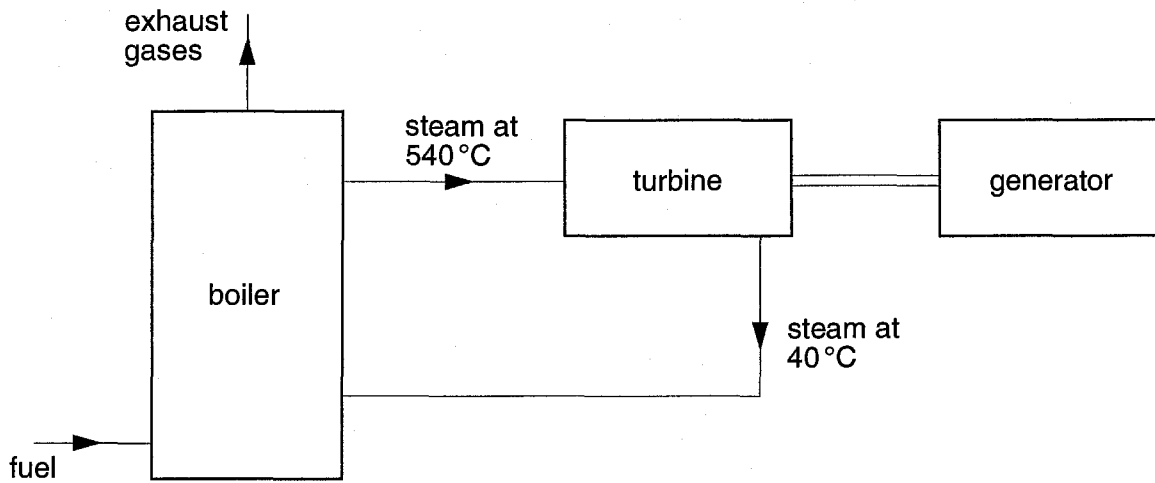 exhaust
gases
steam at
540 °C
turbine
generator
boiler
steam at
40 °C
fuel